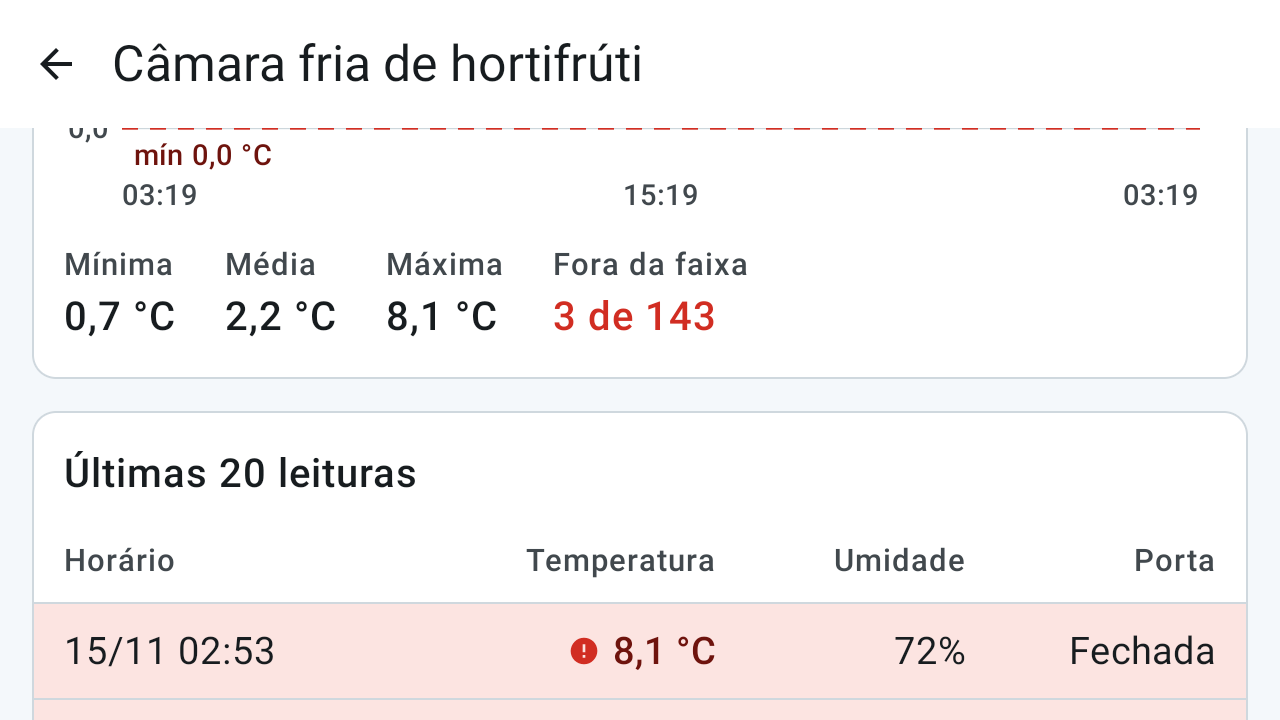 Câmara fria de hortifrúti
0,0
mín 0,0 °C
03:19 15:19 03:19
Mínima Média Máxima Fora da faixa
0,7 °C 2,2 °C 8,1 °C 3 de 143
Últimas 20 leituras
Horário Temperatura Umidade Porta
15/11 02:53 8,1 °C 72% Fechada